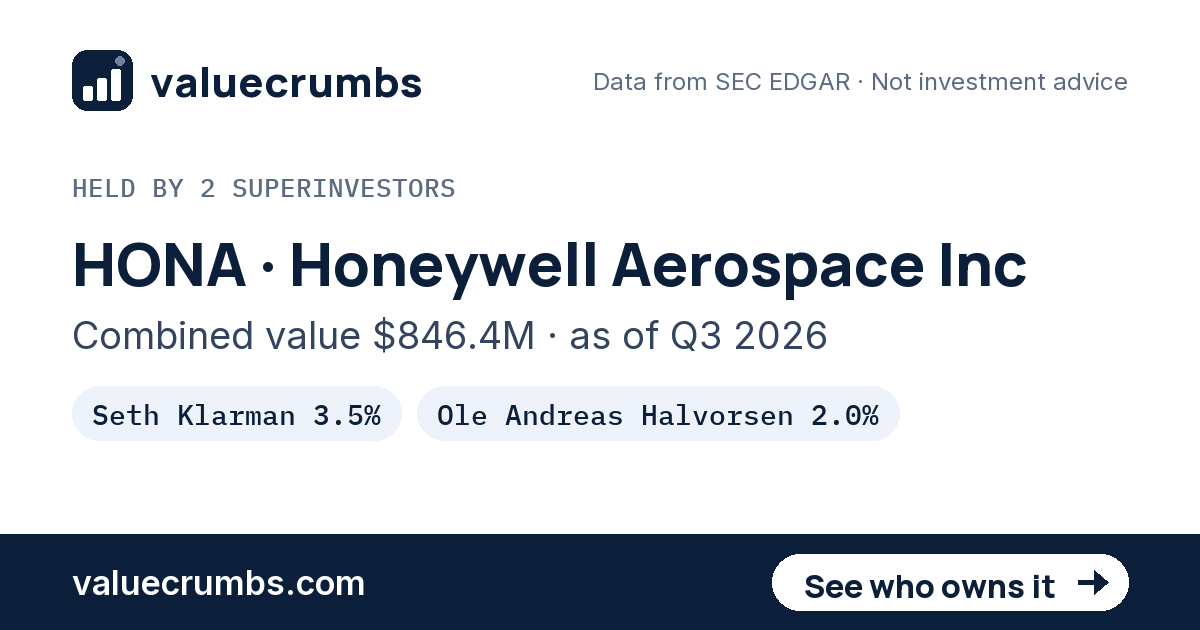 valuecrumbs
Data from SEC EDGAR · Not investment advice
HELD BY 2 SUPERINVESTORS
HONA · Honeywell Aerospace Inc
Combined value $846.4M · as of Q3 2026
Seth Klarman 3.5%
Ole Andreas Halvorsen 2.0%
valuecrumbs.com
See who owns it →